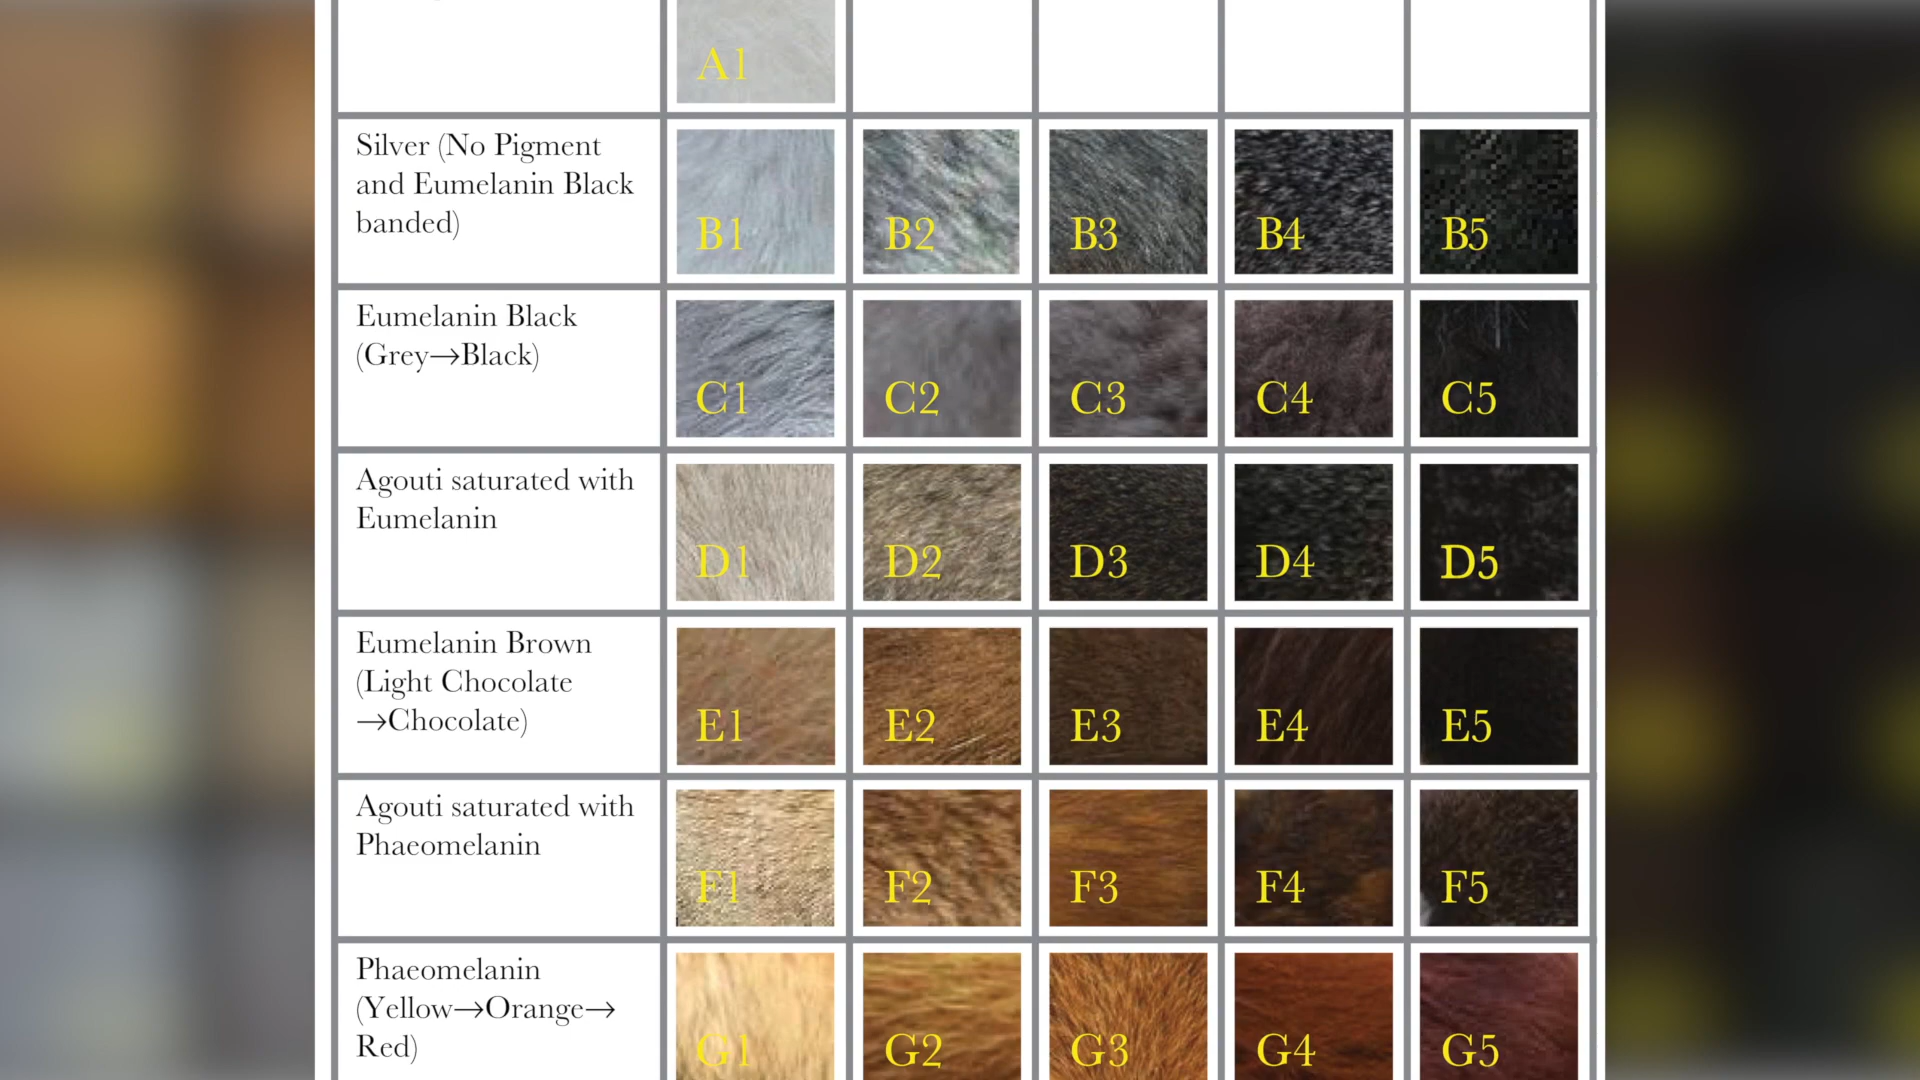 A1
Silver (No Pigment
and Eumelanin Black
banded)
B1 B2 B3 B4 B5
Eumelanin Black
(Grey→Black)
C1 C2 C3 C4 C5
Agouti saturated with
Eumelanin
D1 D2 D3 D4 D5
Eumelanin Brown
(Light Chocolate
→Chocolate)
E1 E2 E3 E4 E5
Agouti saturated with
Phaeomelanin
F1 F2 F3 F4 F5
Phaeomelanin
(Yellow→Orange→
Red)
G1 G2 G3 G4 G5